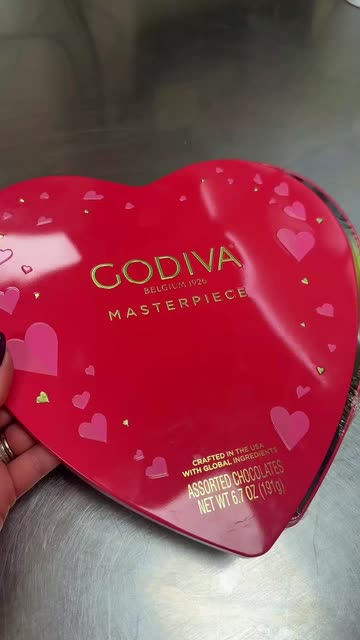 GODIVA
BELGIUM 1926
MASTERPIECE
CRAFTED IN THE USA
WITH GLOBAL INGREDIENTS
ASSORTED CHOCOLATES
NET WT 6.7 OZ (191g)